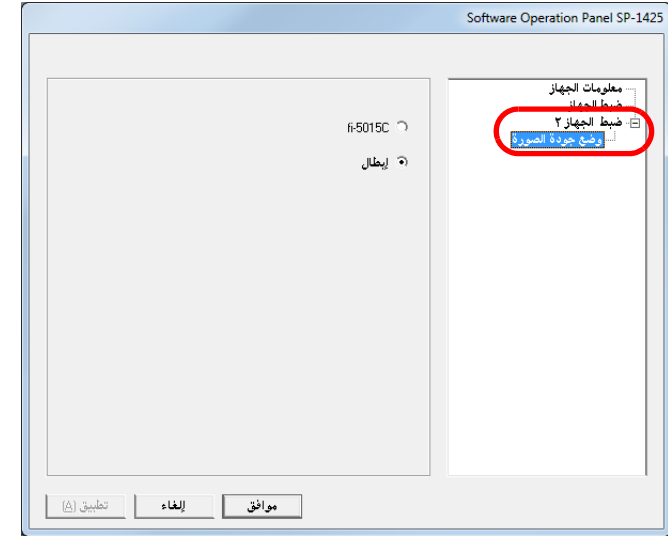 Software Operation Panel SP-1425
معلومات الجهاز
ضبط الجهاز
ضبط الجهاز ٢
وضع جودة الصورة
fi-5015C
إبطال
موافق
إلغاء
تطبيق (A)